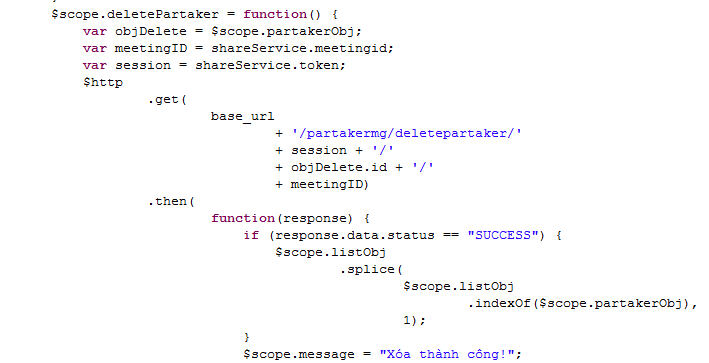 $scope.deletePartaker = function() {
var objDelete = $scope.partakerObj;
var meetingID = shareService.meetingid;
var session = shareService.token;
$http
.get(
base_url
+ '/partakermg/deletepartaker/'
+ session + '/'
+ objDelete.id + '/'
+ meetingID)
.then(
function(response) {
if (response.data.status == "SUCCESS") {
$scope.listObj
.splice(
$scope.listObj
.indexOf($scope.partakerObj),
1);
}
$scope.message = "Xóa thành công!";